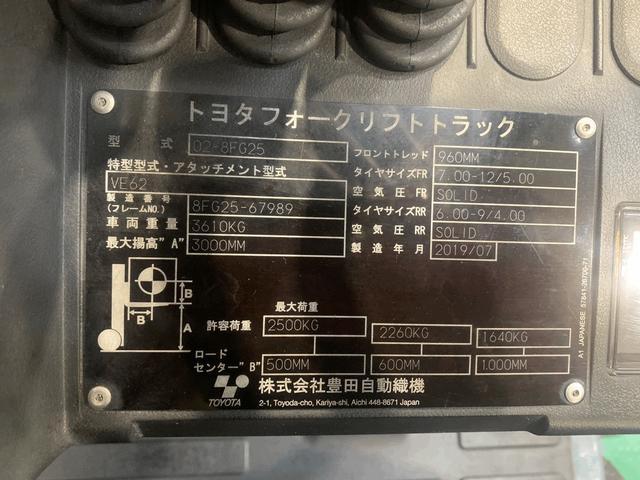 トヨタフォークリフトトラック
型式 02-8FG25
特型型式・アタッチメント型式
VE62
製造番号 (フレームNO.) 8FG25-67989
車両重量 3610KG
最大揚高"A" 3000MM
フロントトレッド 960MM
タイヤサイズFR 7.00-12/5.00
空気圧FR SOLID
タイヤサイズRR 6.00-9/4.00
空気圧RR SOLID
製造年月 2019/07
B
B
A
最大荷重
許容荷重 2500KG 2260KG 1640KG
ロードセンター"B" 500MM 600MM 1.000MM
TOYOTA
株式会社豊田自動織機
2-1, Toyoda-cho, Kariya-shi, Aichi 448-8671 Japan
A1 JAPANESE 57841-26700-71